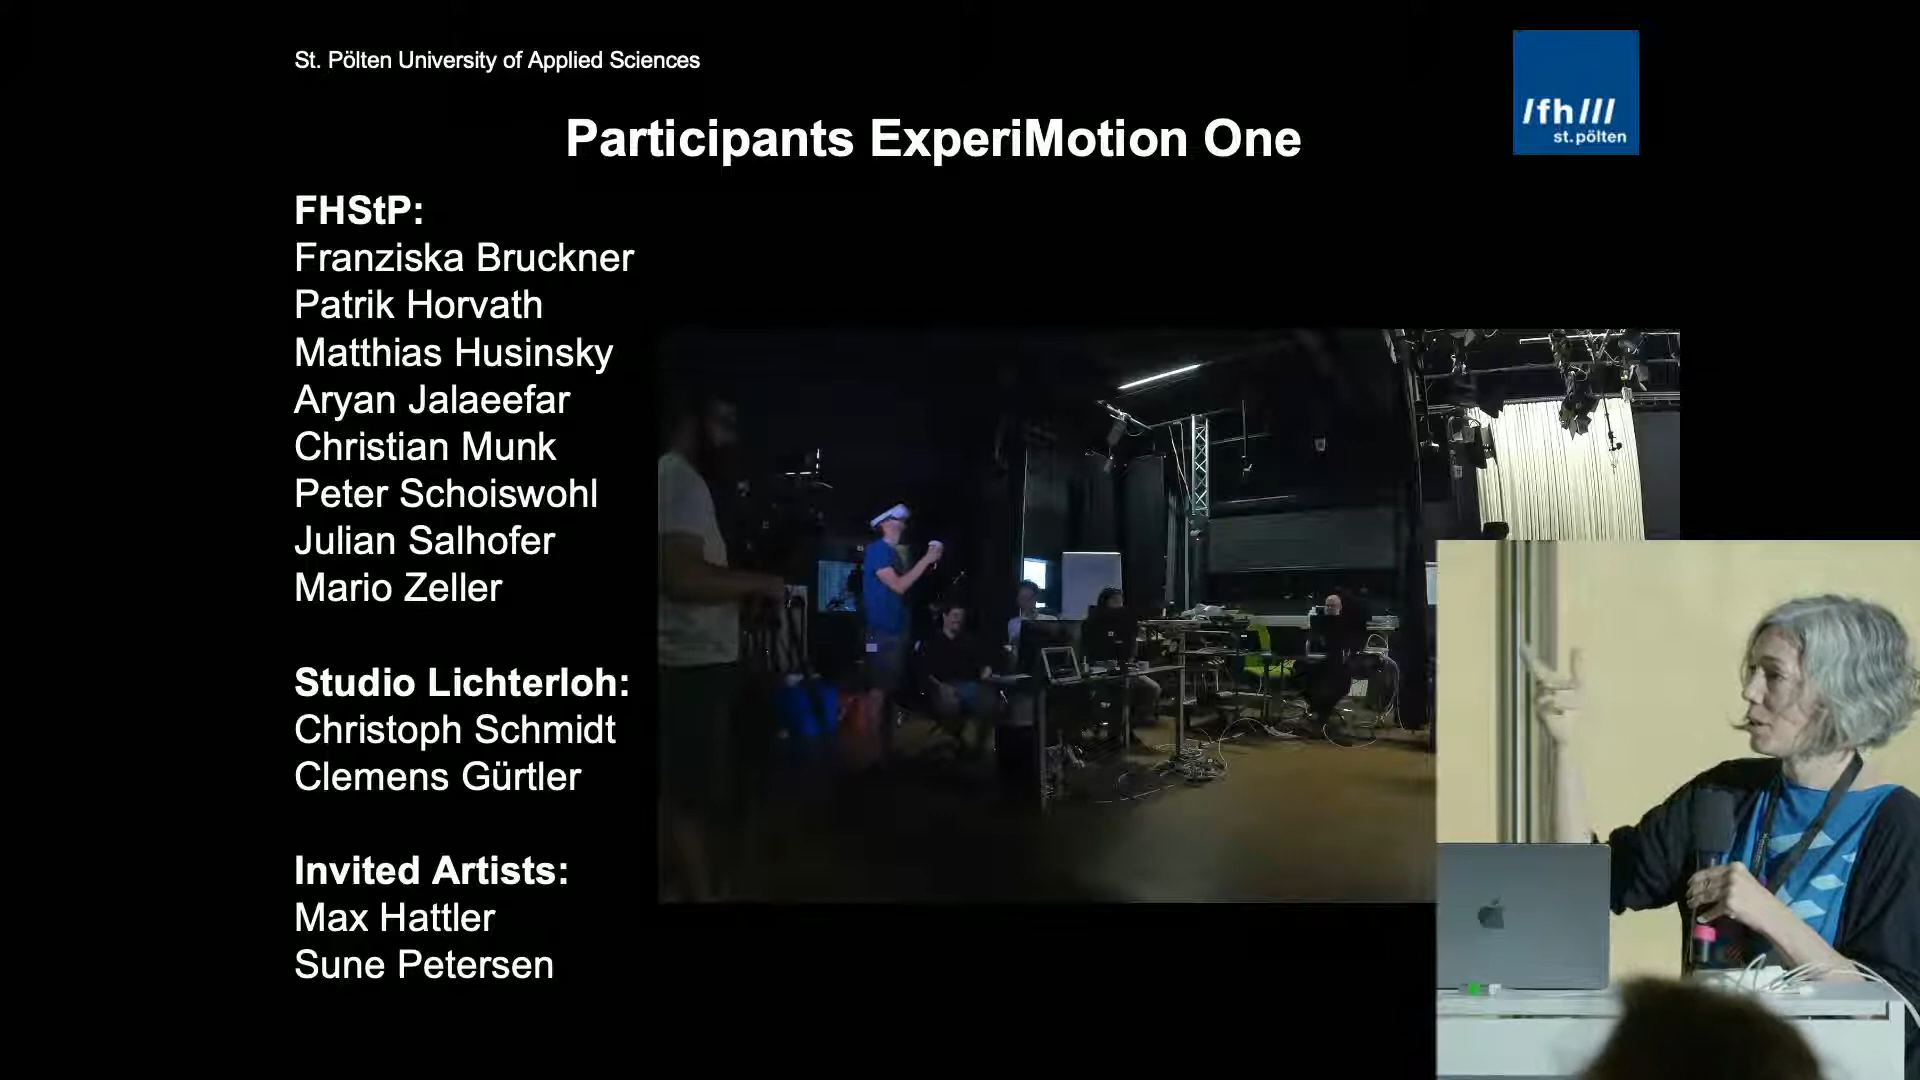 St. Pölten University of Applied Sciences
/fh///
st.pölten
Participants ExperiMotion One
FHStP:
Franziska Bruckner
Patrik Horvath
Matthias Husinsky
Aryan Jalaeefar
Christian Munk
Peter Schoiswohl
Julian Salhofer
Mario Zeller
Studio Lichterloh:
Christoph Schmidt
Clemens Gürtler
Invited Artists:
Max Hattler
Sune Petersen